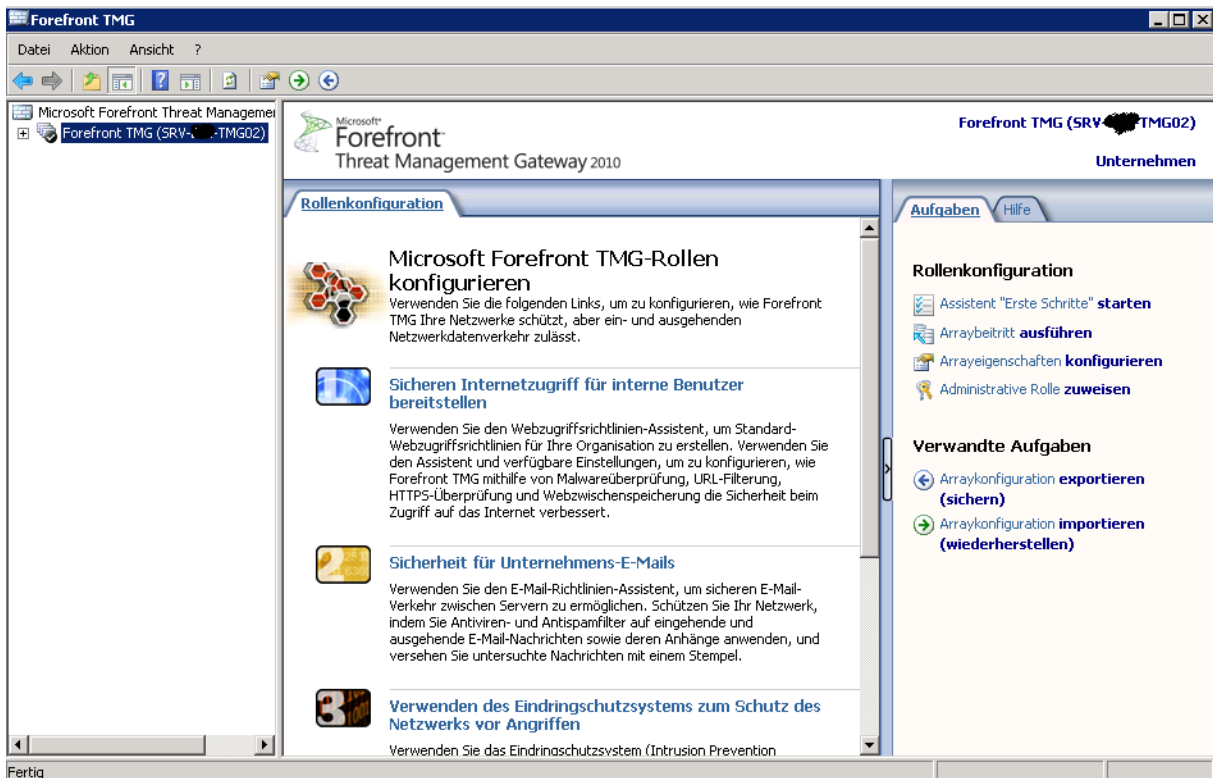 Forefront TMG
Datei Aktion Ansicht ?
Microsoft Forefront Threat Managemer
Forefront TMG (SRV- -TMG02)
Microsoft®
Forefront™
Threat Management Gateway 2010
Forefront TMG (SRV- TMG02)
Unternehmen
Rollenkonfiguration
Microsoft Forefront TMG-Rollen
konfigurieren
Verwenden Sie die folgenden Links, um zu konfigurieren, wie Forefront
TMG Ihre Netzwerke schützt, aber ein- und ausgehenden
Netzwerkdatenverkehr zulässt.
Sicheren Internetzugriff für interne Benutzer
bereitstellen
Verwenden Sie den Webzugriffsrichtlinien-Assistent, um Standard-
Webzugriffsrichtlinien für Ihre Organisation zu erstellen. Verwenden Sie
den Assistent und verfügbare Einstellungen, um zu konfigurieren, wie
Forefront TMG mithilfe von Malwareüberprüfung, URL-Filterung,
HTTPS-Überprüfung und Webzwischenspeicherung die Sicherheit beim
Zugriff auf das Internet verbessert.
2
Sicherheit für Unternehmens-E-Mails
Verwenden Sie den E-Mail-Richtlinien-Assistent, um sicheren E-Mail-
Verkehr zwischen Servern zu ermöglichen. Schützen Sie Ihr Netzwerk,
indem Sie Antiviren- und Antispamfilter auf eingehende und
ausgehende E-Mail-Nachrichten sowie deren Anhänge anwenden, und
versehen Sie untersuchte Nachrichten mit einem Stempel.
3
Verwenden des Eindringschutzsystems zum Schutz des
Netzwerks vor Angriffen
Verwenden Sie das Eindringschutzsystem (Intrusion Prevention
Aufgaben Hilfe
Rollenkonfiguration
Assistent "Erste Schritte" starten
Arraybeitritt ausführen
Arrayeigenschaften konfigurieren
Administrative Rolle zuweisen
Verwandte Aufgaben
Arraykonfiguration exportieren
(sichern)
Arraykonfiguration importieren
(wiederherstellen)
Fertig